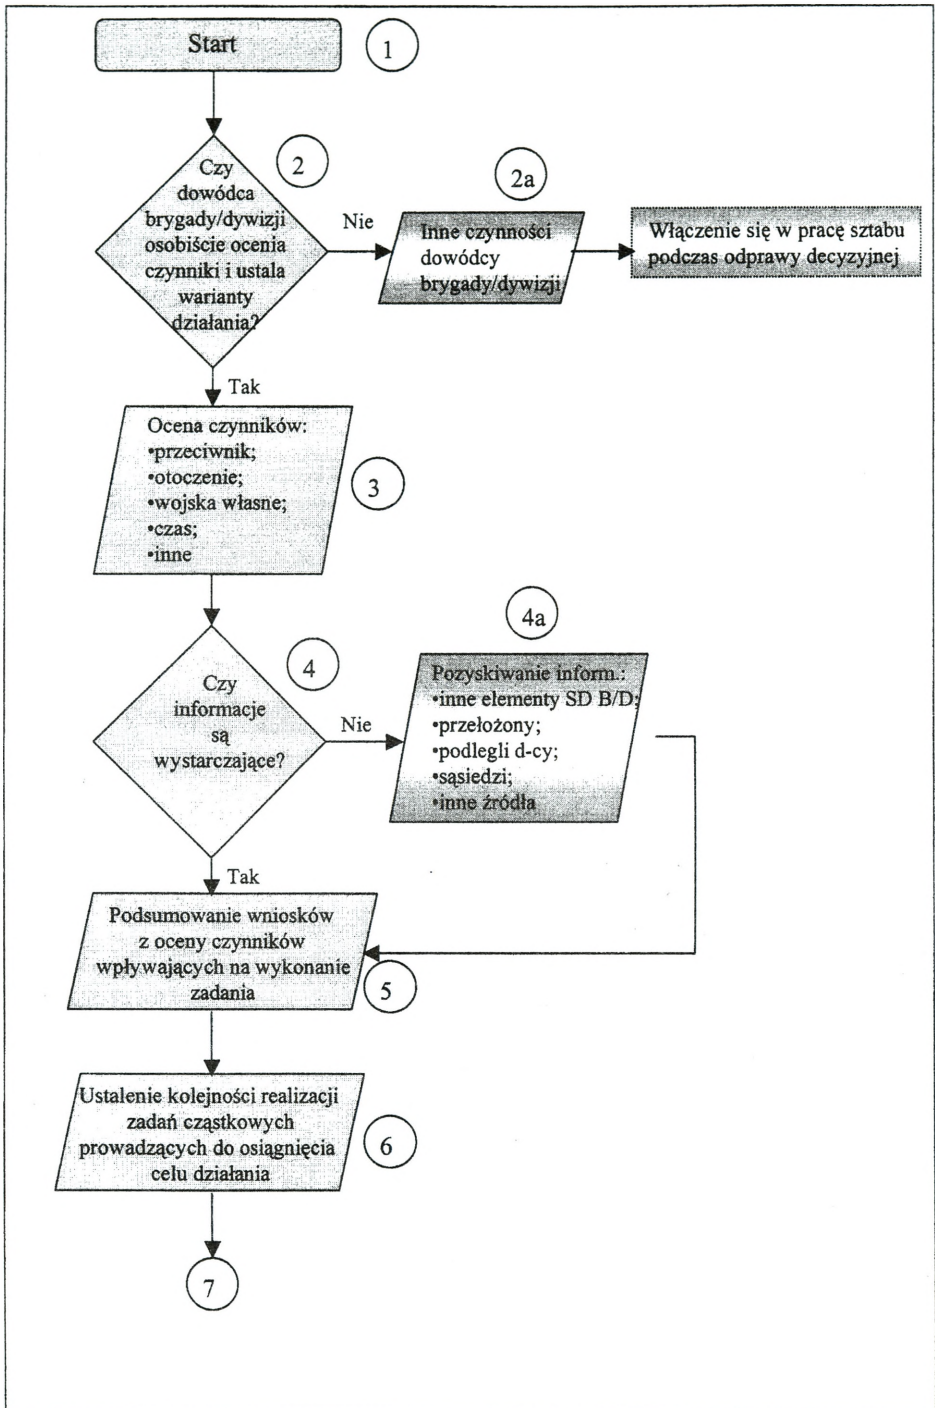 Start
1
Czy
dowódca
brygady/dywizji
osobiście ocenia
czynniki i ustala
warianty
działania?
2
Nie
2a
Inne czynności
dowódcy
brygady/dywizji
Włączenie się w pracę sztabu
podczas odprawy decyzyjnej
Tak
Ocena czynników:
•przeciwnik;
•otoczenie;
•wojska własne;
•czas;
•inne
3
Czy
informacje
są
wystarczające?
4
Nie
4a
Pozyskiwanie inform.:
•inne elementy SD B/D;
•przełożony;
•podlegli d-cy;
•sąsiedzi;
•inne źródła
Tak
Podsumowanie wniosków
z oceny czynników
wpływających na wykonanie
zadania
5
Ustalenie kolejności realizacji
zadań cząstkowych
prowadzących do osiągnięcia
celu działania
6
7